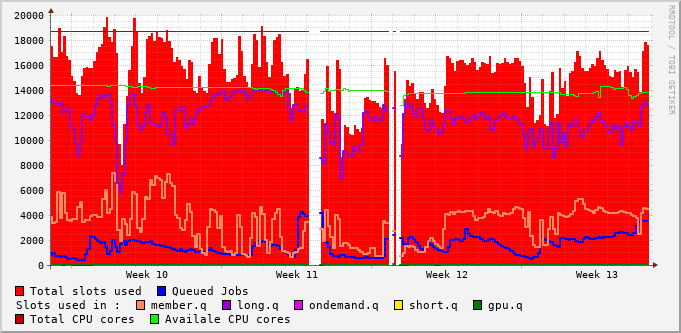 20000
18000
16000
14000
12000
10000
8000
6000
4000
2000
0
Week 10 Week 11 Week 12 Week 13
RRDTOOL / TOBI OETIKER
Total slots used Queued Jobs
Slots used in : member.q long.q ondemand.q short.q gpu.q
Total CPU cores Availale CPU cores